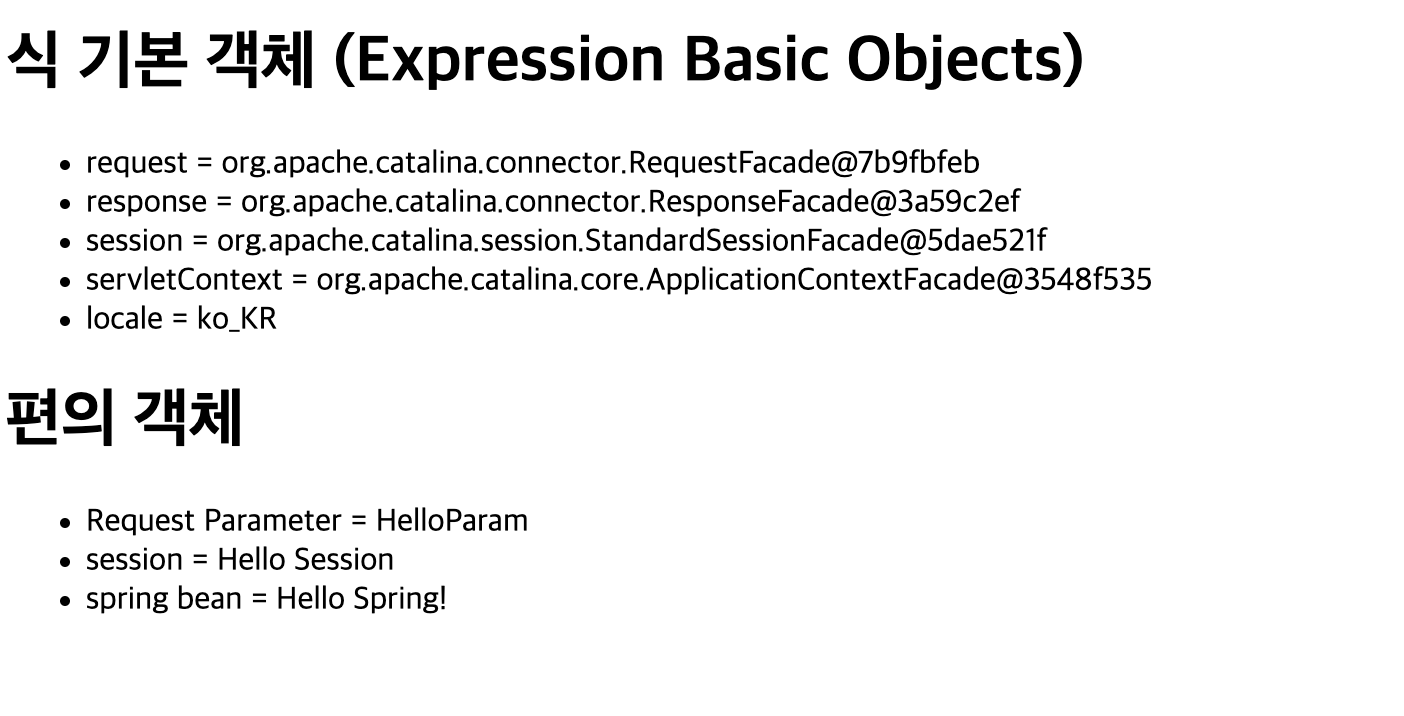 식 기본 객체 (Expression Basic Objects)
• request = org.apache.catalina.connector.RequestFacade@7b9fbfeb
• response = org.apache.catalina.connector.ResponseFacade@3a59c2ef
• session = org.apache.catalina.session.StandardSessionFacade@5dae521f
• servletContext = org.apache.catalina.core.ApplicationContextFacade@3548f535
• locale = ko_KR
편의 객체
• Request Parameter = HelloParam
• session = Hello Session
• spring bean = Hello Spring!